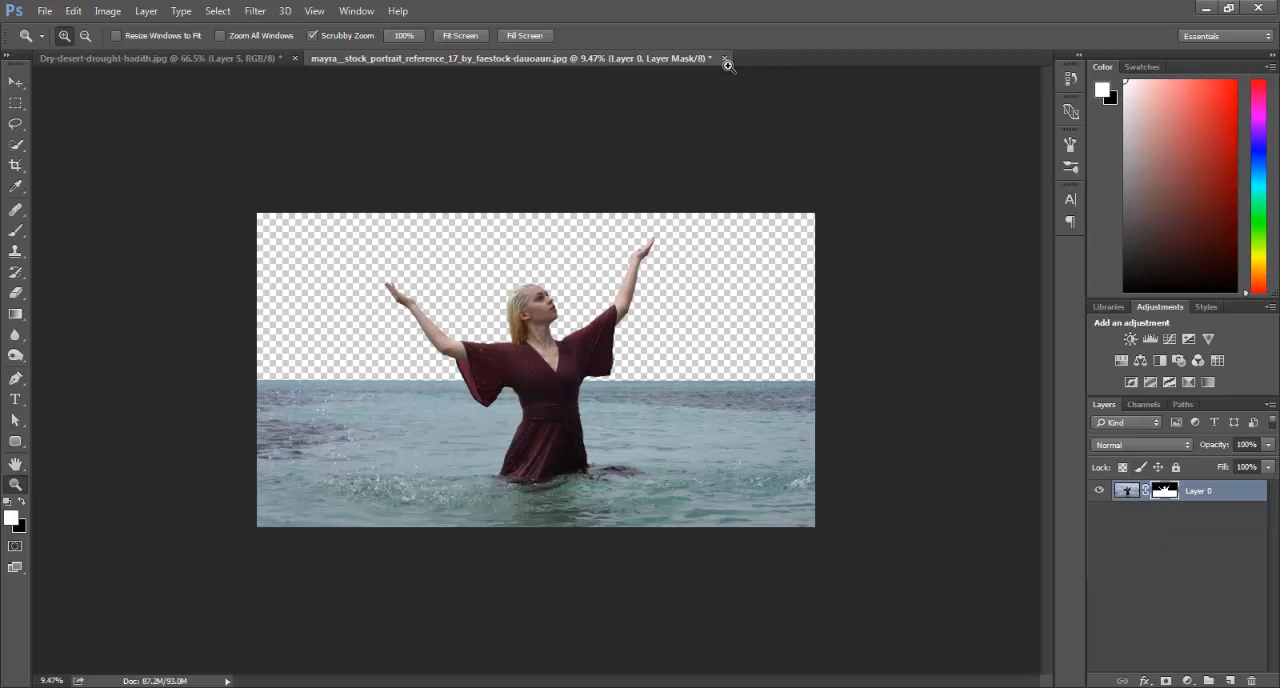 Ps File Edit Image Layer Type Select Filter 3D View Window Help
Resize Windows to Fit Zoom All Windows Scrubby Zoom 100% Fit Screen Fill Screen Essentials
Dry-desert-drought-hadith.jpg @ 66.5% (Layer 5, RGB/8) * × mayra__stock_portrait_reference_17_by_faestock-dauoaun.jpg @ 9.47% (Layer 0, Layer Mask/8) * ×
Color Swatches
Libraries Adjustments Styles
Add an adjustment
Layers Channels Paths
Kind
Normal Opacity: 100%
Lock: Fill: 100%
Layer 0
9.47% Doc: 87.2M/93.0M